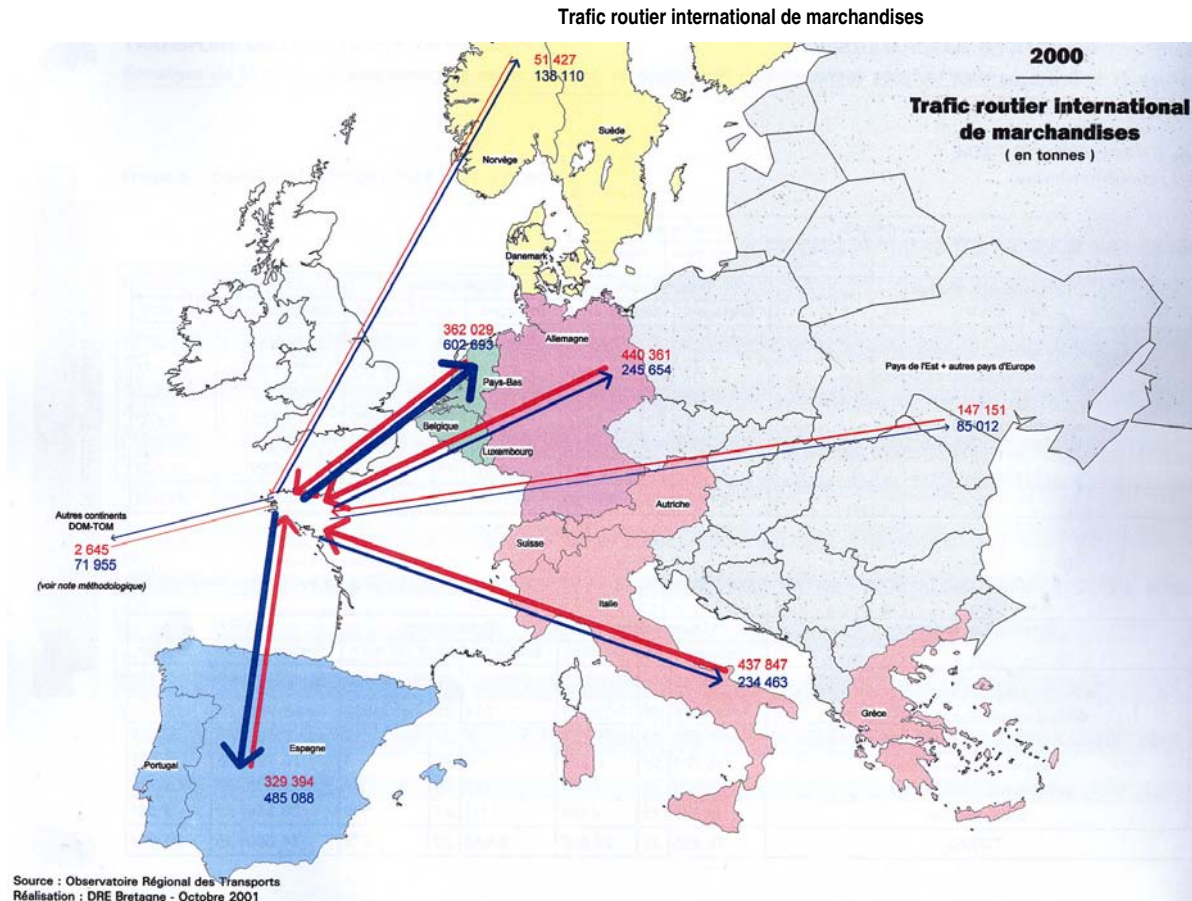 Trafic routier international de marchandises
2000
Trafic routier international
de marchandises
( en tonnes )
51 427
138 110
Suède
Norvège
Danemark
362 029
602 693
Allemagne
440 361
245 654
Pays-Bas
Pays de l'Est + autres pays d'Europe
147 151
85 012
Belgique
Luxembourg
Autriche
Autres continents
DOM-TOM
2 645
71 955
(voir note méthodologique)
Suisse
Italie
437 847
234 463
Grèce
Espagne
Portugal
329 394
485 088
Source : Observatoire Régional des Transports
Réalisation : DRE Bretagne - Octobre 2001